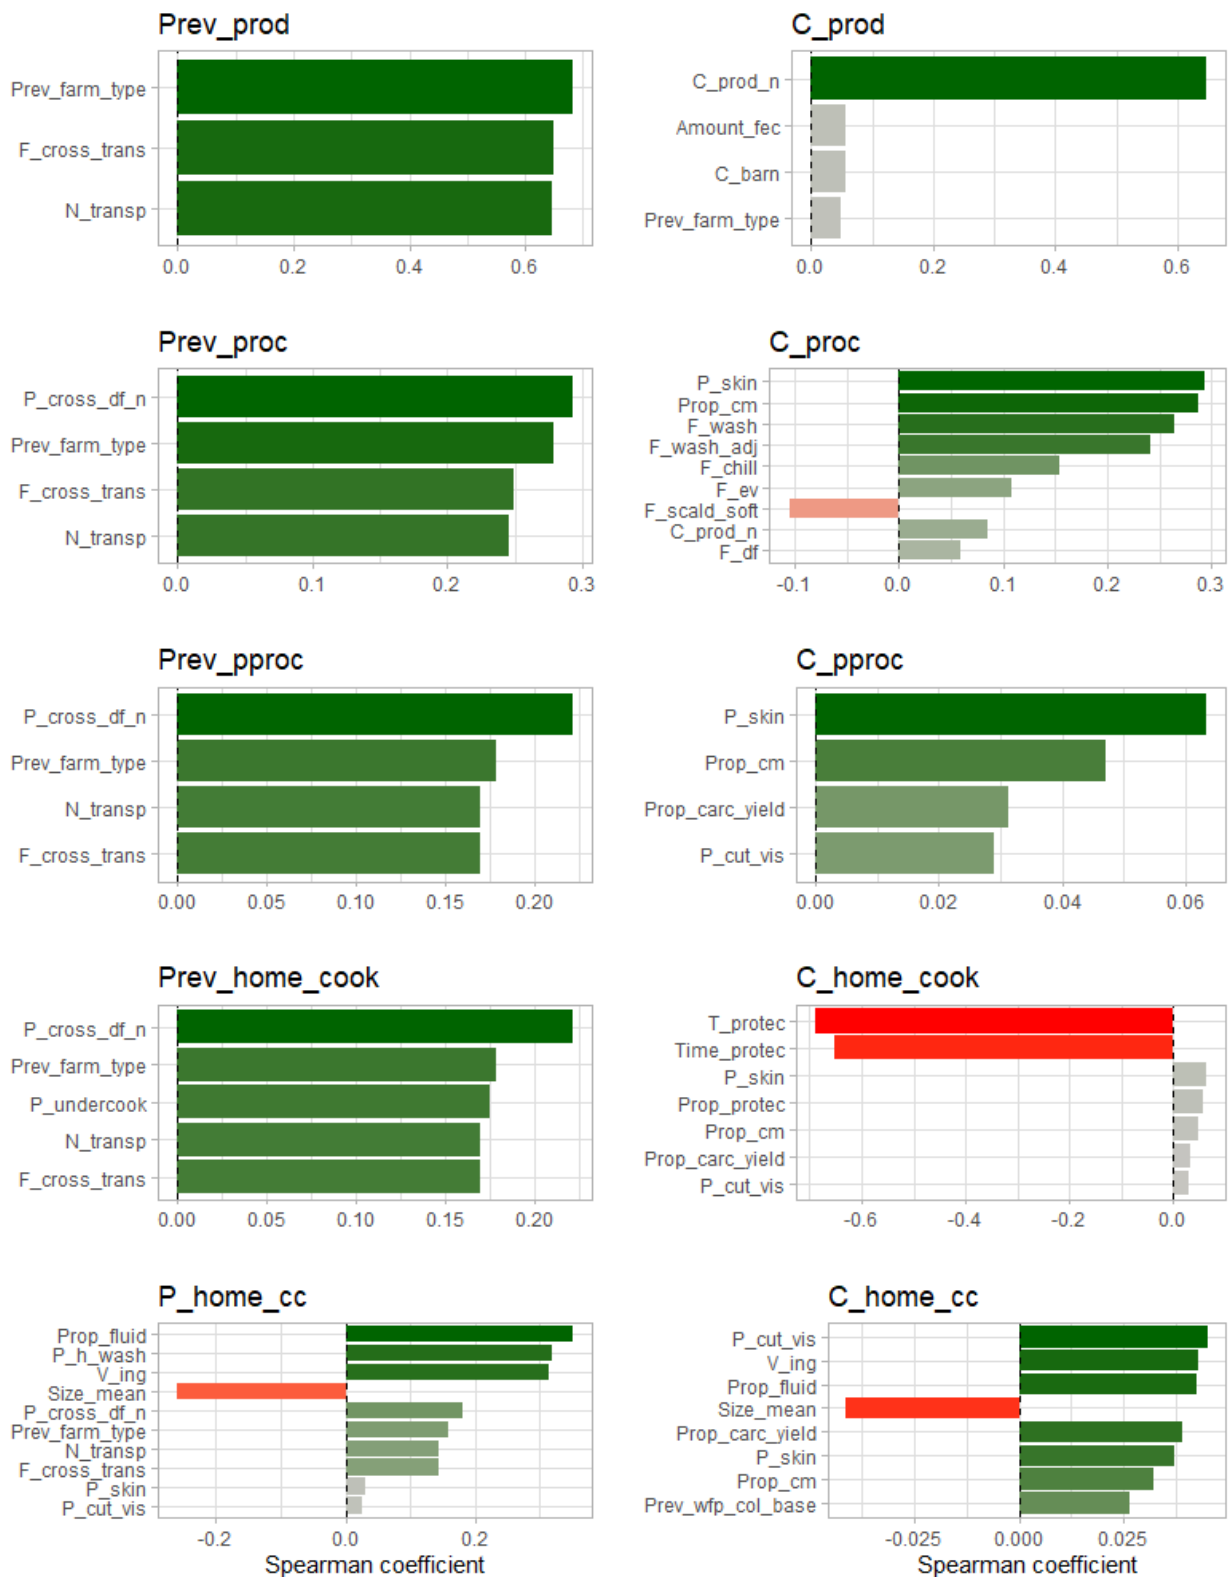 Prev_prod
Prev_farm_type
F_cross_trans
N_transp
0.0 0.2 0.4 0.6
C_prod
C_prod_n
Amount_fec
C_barn
Prev_farm_type
0.0 0.2 0.4 0.6
Prev_proc
P_cross_df_n
Prev_farm_type
F_cross_trans
N_transp
0.0 0.1 0.2 0.3
C_proc
P_skin
Prop_cm
F_wash
F_wash_adj
F_chill
F_ev
F_scald_soft
C_prod_n
F_df
-0.1 0.0 0.1 0.2 0.3
Prev_pproc
P_cross_df_n
Prev_farm_type
N_transp
F_cross_trans
0.00 0.05 0.10 0.15 0.20
C_pproc
P_skin
Prop_cm
Prop_carc_yield
P_cut_vis
0.00 0.02 0.04 0.06
Prev_home_cook
P_cross_df_n
Prev_farm_type
P_undercook
N_transp
F_cross_trans
0.00 0.05 0.10 0.15 0.20
C_home_cook
T_protec
Time_protec
P_skin
Prop_protec
Prop_cm
Prop_carc_yield
P_cut_vis
-0.6 -0.4 -0.2 0.0
P_home_cc
Prop_fluid
P_h_wash
V_ing
Size_mean
P_cross_df_n
Prev_farm_type
N_transp
F_cross_trans
P_skin
P_cut_vis
-0.2 0.0 0.2
Spearman coefficient
C_home_cc
P_cut_vis
V_ing
Prop_fluid
Size_mean
Prop_carc_yield
P_skin
Prop_cm
Prev_wfp_col_base
-0.025 0.000 0.025
Spearman coefficient